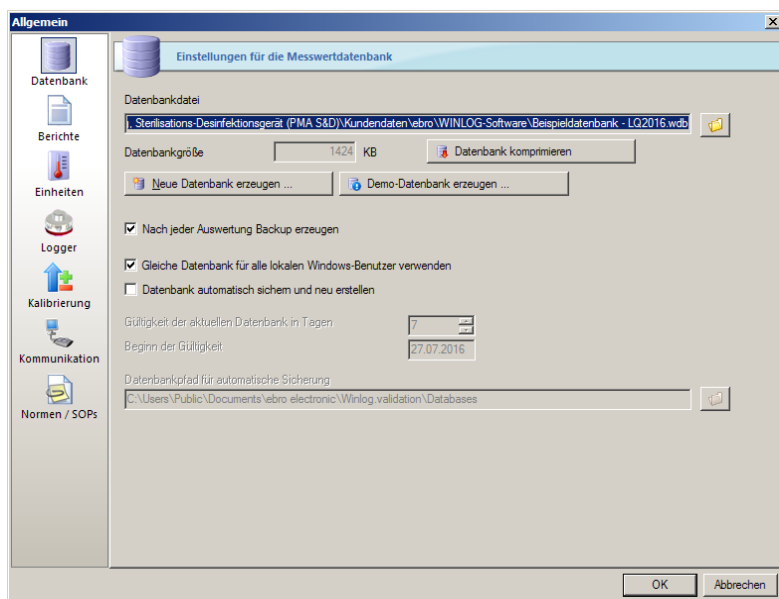 Allgemein
Datenbank
Berichte
Einheiten
Logger
Kalibrierung
Kommunikation
Normen / SOPs
Einstellungen für die Messwertdatenbank
Datenbankdatei
). Sterilisations-Desinfektionsgerät (PMA S&D)\Kundendaten\ebro\WINLOG-Software\Beispieldatenbank - LQ2016.wdb
Datenbankgröße 1424 KB Datenbank komprimieren
Neue Datenbank erzeugen ... Demo-Datenbank erzeugen ...
Nach jeder Auswertung Backup erzeugen
Gleiche Datenbank für alle lokalen Windows-Benutzer verwenden
Datenbank automatisch sichern und neu erstellen
Gültigkeit der aktuellen Datenbank in Tagen 7
Beginn der Gültigkeit 27.07.2016
Datenbankpfad für automatische Sicherung
C:\Users\Public\Documents\ebro electronic\Winlog.validation\Databases
OK Abbrechen